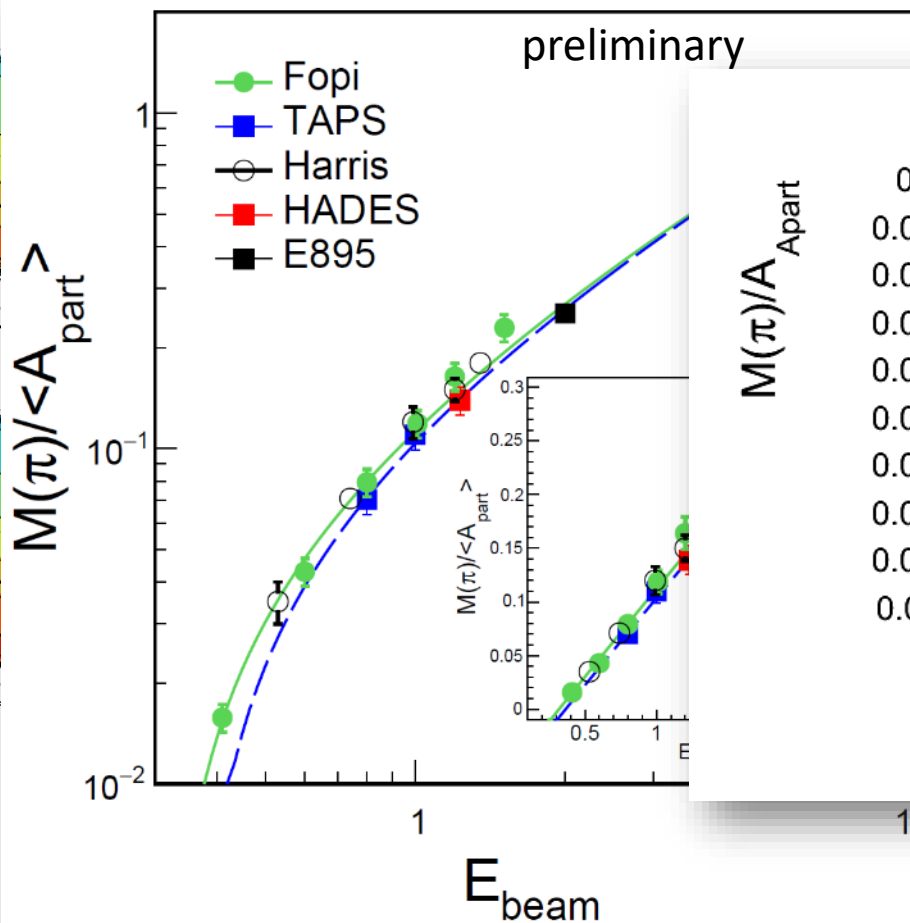 preliminary
Fopi
TAPS
Harris
HADES
E895
M(π)/<A_part>
1
10⁻¹
10⁻²
1
E_beam
M(π)/<A_part>
0.3
0.25
0.2
0.15
0.1
0.05
0
0.5
1
M(π)/A_Apart